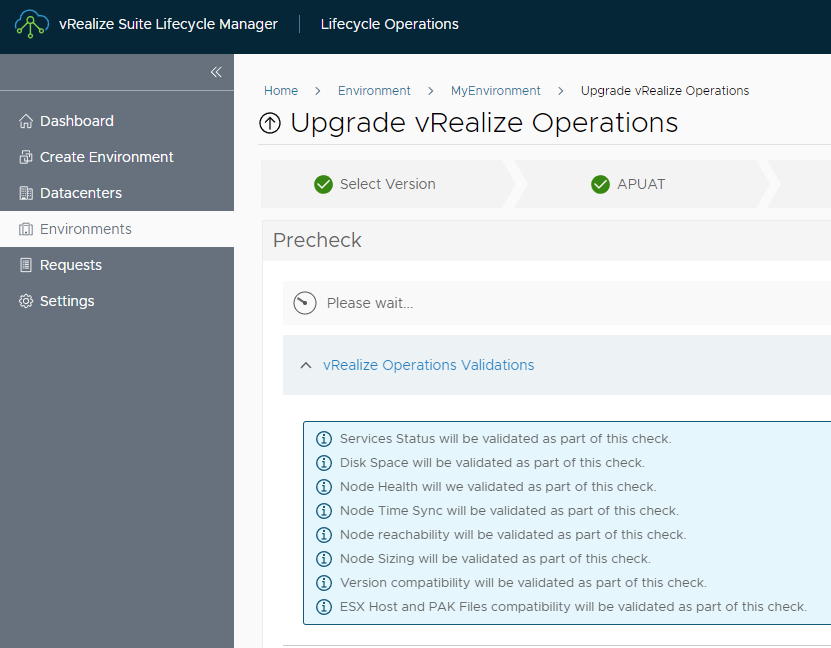 vRealize Suite Lifecycle Manager
Lifecycle Operations
Dashboard
Create Environment
Datacenters
Environments
Requests
Settings
Home > Environment > MyEnvironment > Upgrade vRealize Operations
Upgrade vRealize Operations
Select Version
APUAT
Precheck
Please wait...
vRealize Operations Validations
Services Status will be validated as part of this check.
Disk Space will be validated as part of this check.
Node Health will we validated as part of this check.
Node Time Sync will be validated as part of this check.
Node reachability will be validated as part of this check.
Node Sizing will be validated as part of this check.
Version compatibility will be validated as part of this check.
ESX Host and PAK Files compatibility will be validated as part of this check.